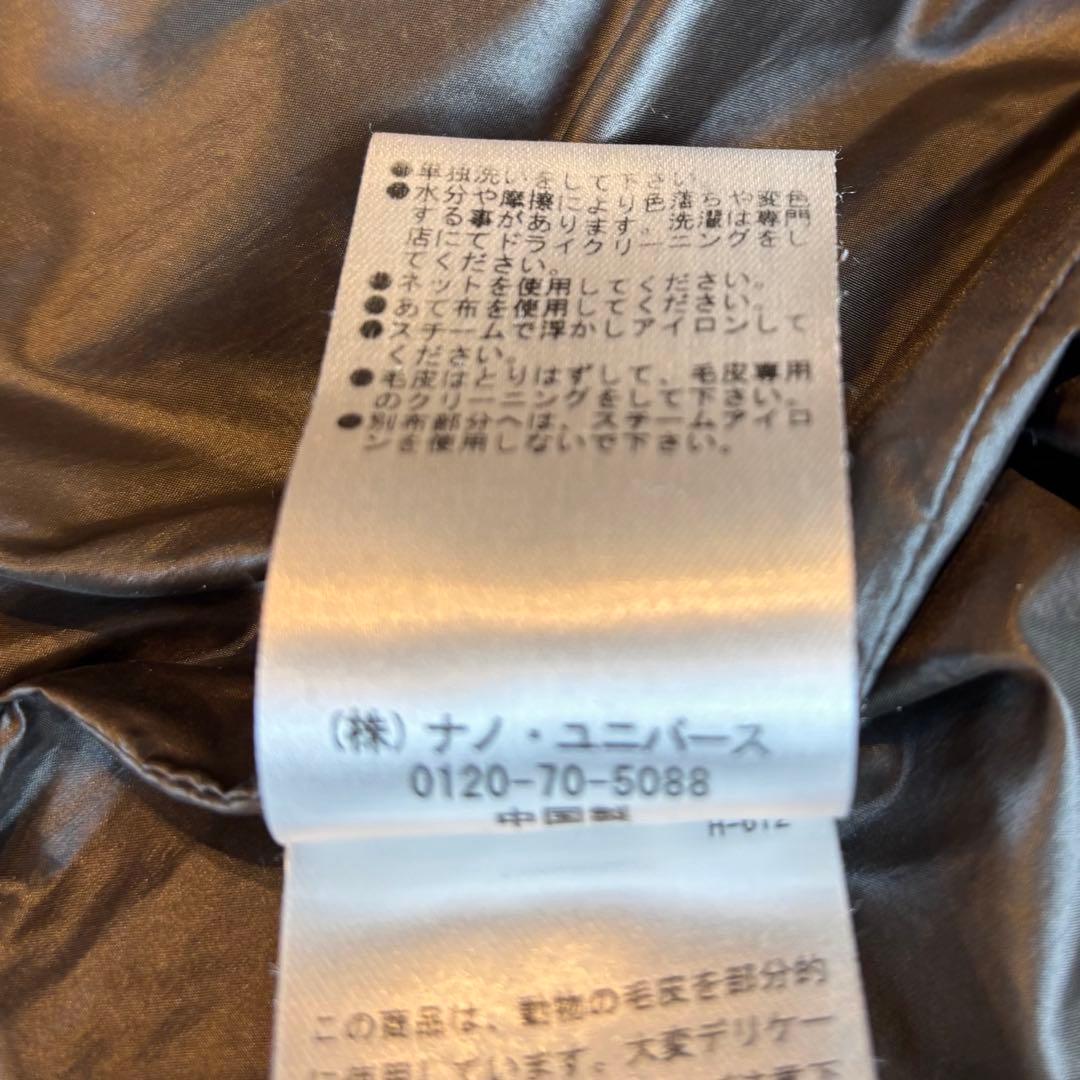 ●単独洗いをして下さい。
●水分や摩擦により色落ちや変色
する事があります。洗濯は専門
店にてドライクリーニングをし
てください。
●ネットを使用してください。
●あて布を使用してください。
●スチームで浮かしアイロンして
ください。
●毛皮はとりはずして、毛皮専用
のクリーニングをして下さい。
●別布部分へは、スチームアイロ
ンを使用しないで下さい。
(株)ナノ・ユニバース
0120-70-5088
中国製
H-612
この商品は、動物の毛皮を部分的
に使用しています。大変デリケー